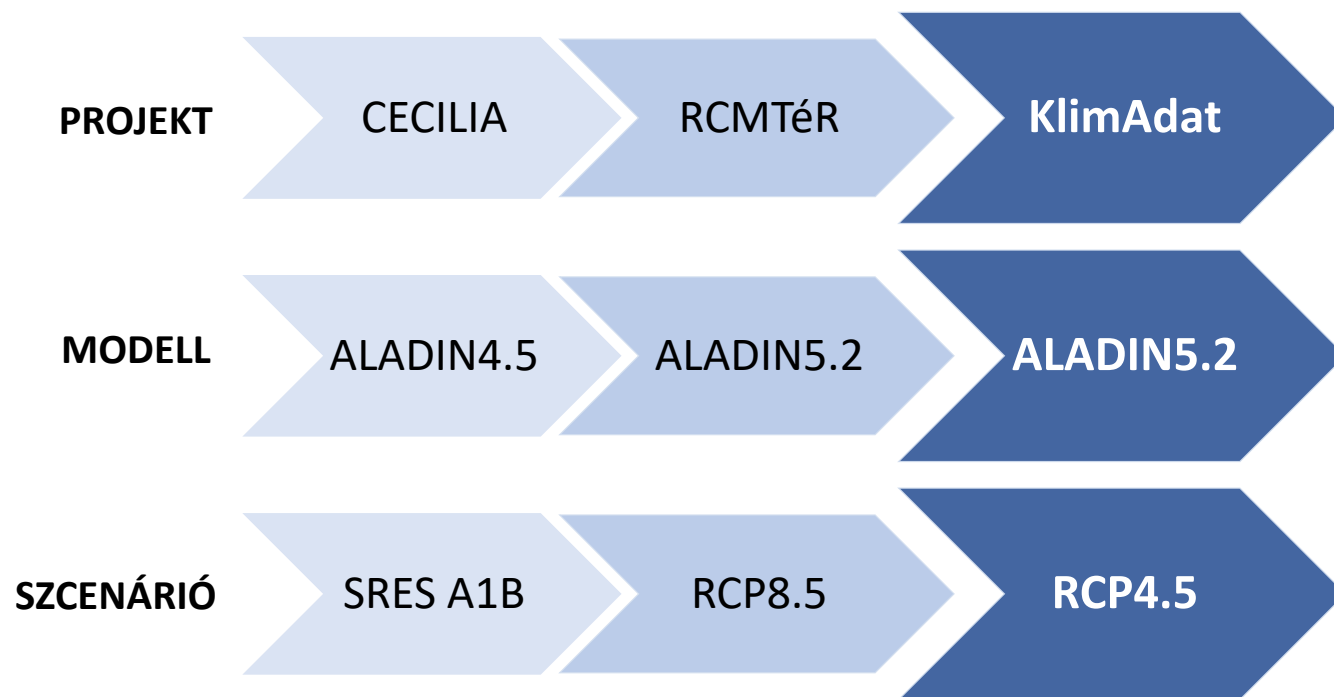 PROJEKT
CECILIA
RCMTéR
KlimAdat
MODELL
ALADIN4.5
ALADIN5.2
ALADIN5.2
SZCENÁRIÓ
SRES A1B
RCP8.5
RCP4.5